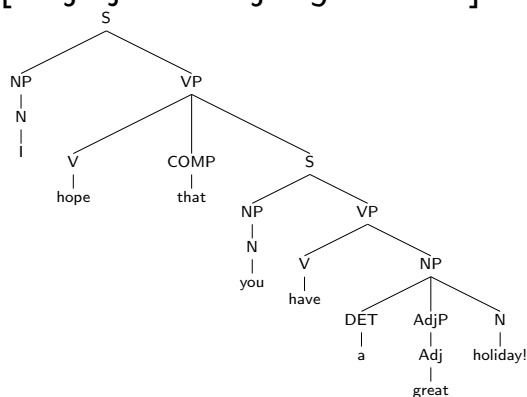 S
NP VP
N
I V COMP S
hope that NP VP
N V NP
you have DET AdjP N
a Adj holiday!
great